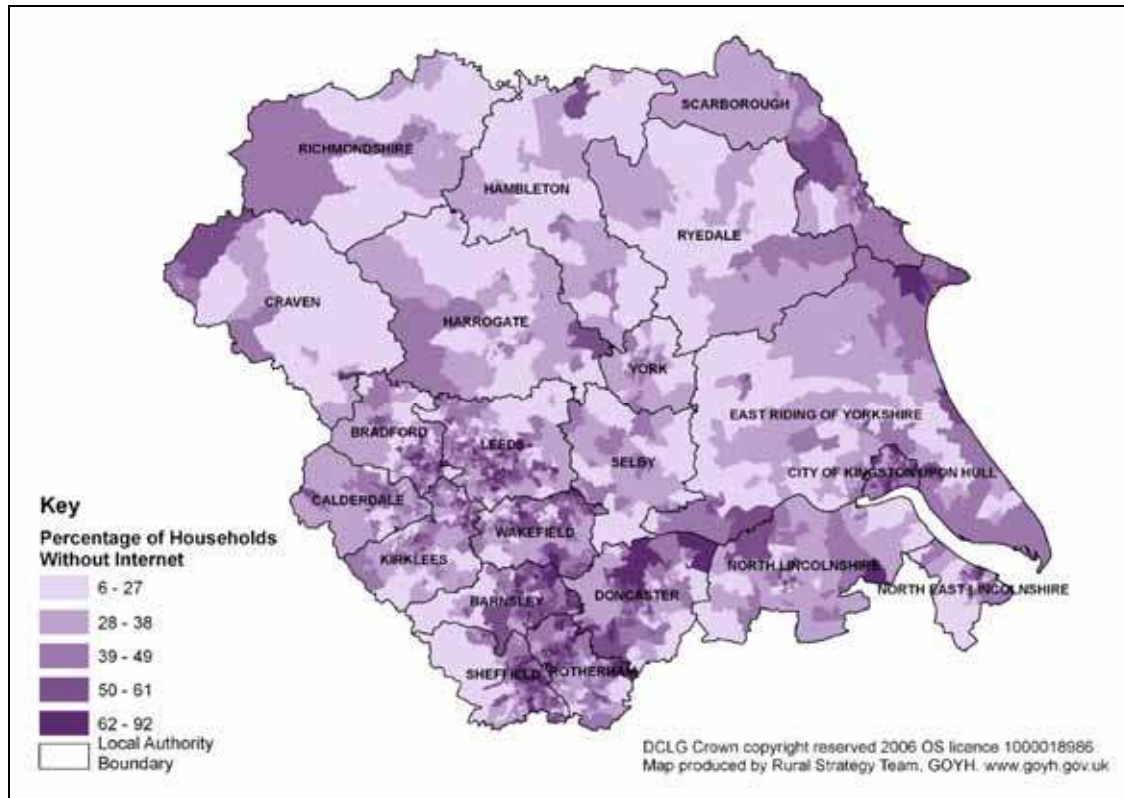 SCARBOROUGH
RICHMONDSHIRE
HAMBLETON
RYEDALE
CRAVEN
HARROGATE
YORK
EAST RIDING OF YORKSHIRE
BRADFORD
LEEDS
SELBY
CITY OF KINGSTON UPON HULL
CALDERDALE
WAKEFIELD
KIRKLEES
NORTH LINCOLNSHIRE
BARNSLEY
DONCASTER
NORTH EAST LINCOLNSHIRE
SHEFFIELD
ROTHERHAM
Key
Percentage of Households
Without Internet
6 - 27
28 - 38
39 - 49
50 - 61
62 - 92
Local Authority
Boundary
DCLG Crown copyright reserved 2006 OS licence 1000018986
Map produced by Rural Strategy Team, GOYH. www.goyh.gov.uk